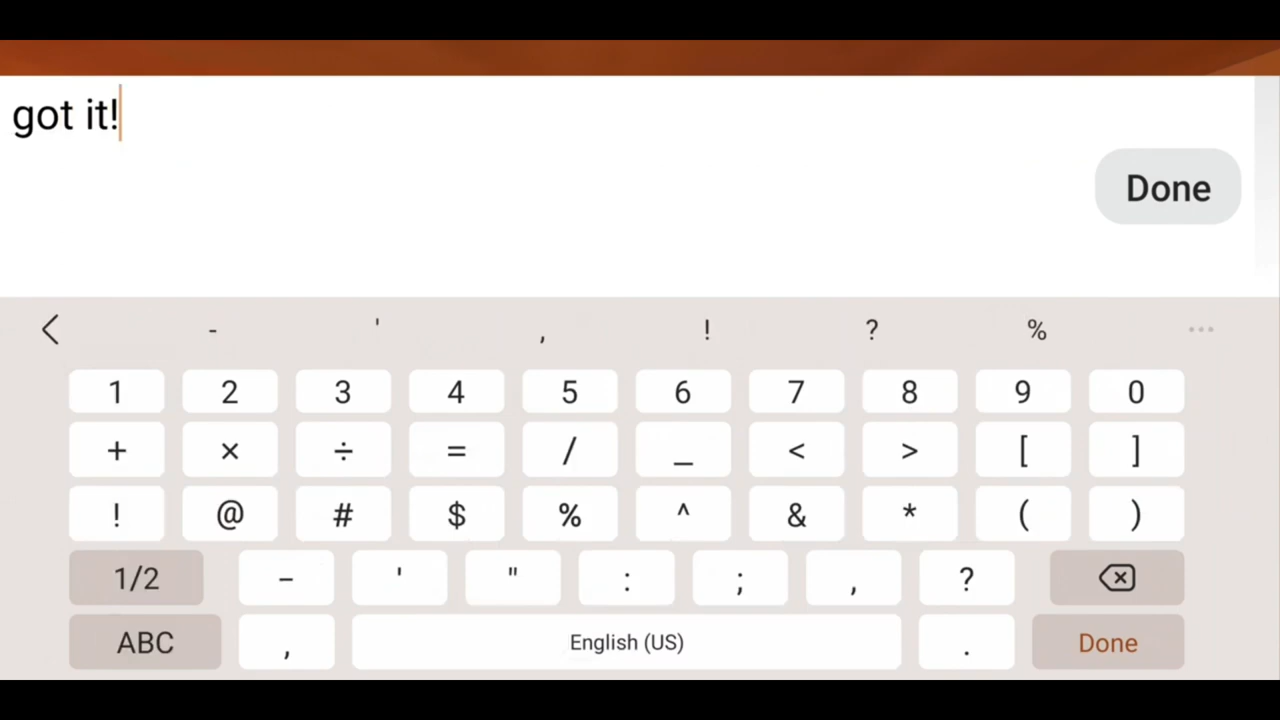 got it!
Done
- ' , ! ? % ...
1 2 3 4 5 6 7 8 9 0
+ × ÷ = / _ < > [ ]
! @ # $ % ^ & * ( )
1/2 - ' " : ; , ?
ABC , English (US) . Done